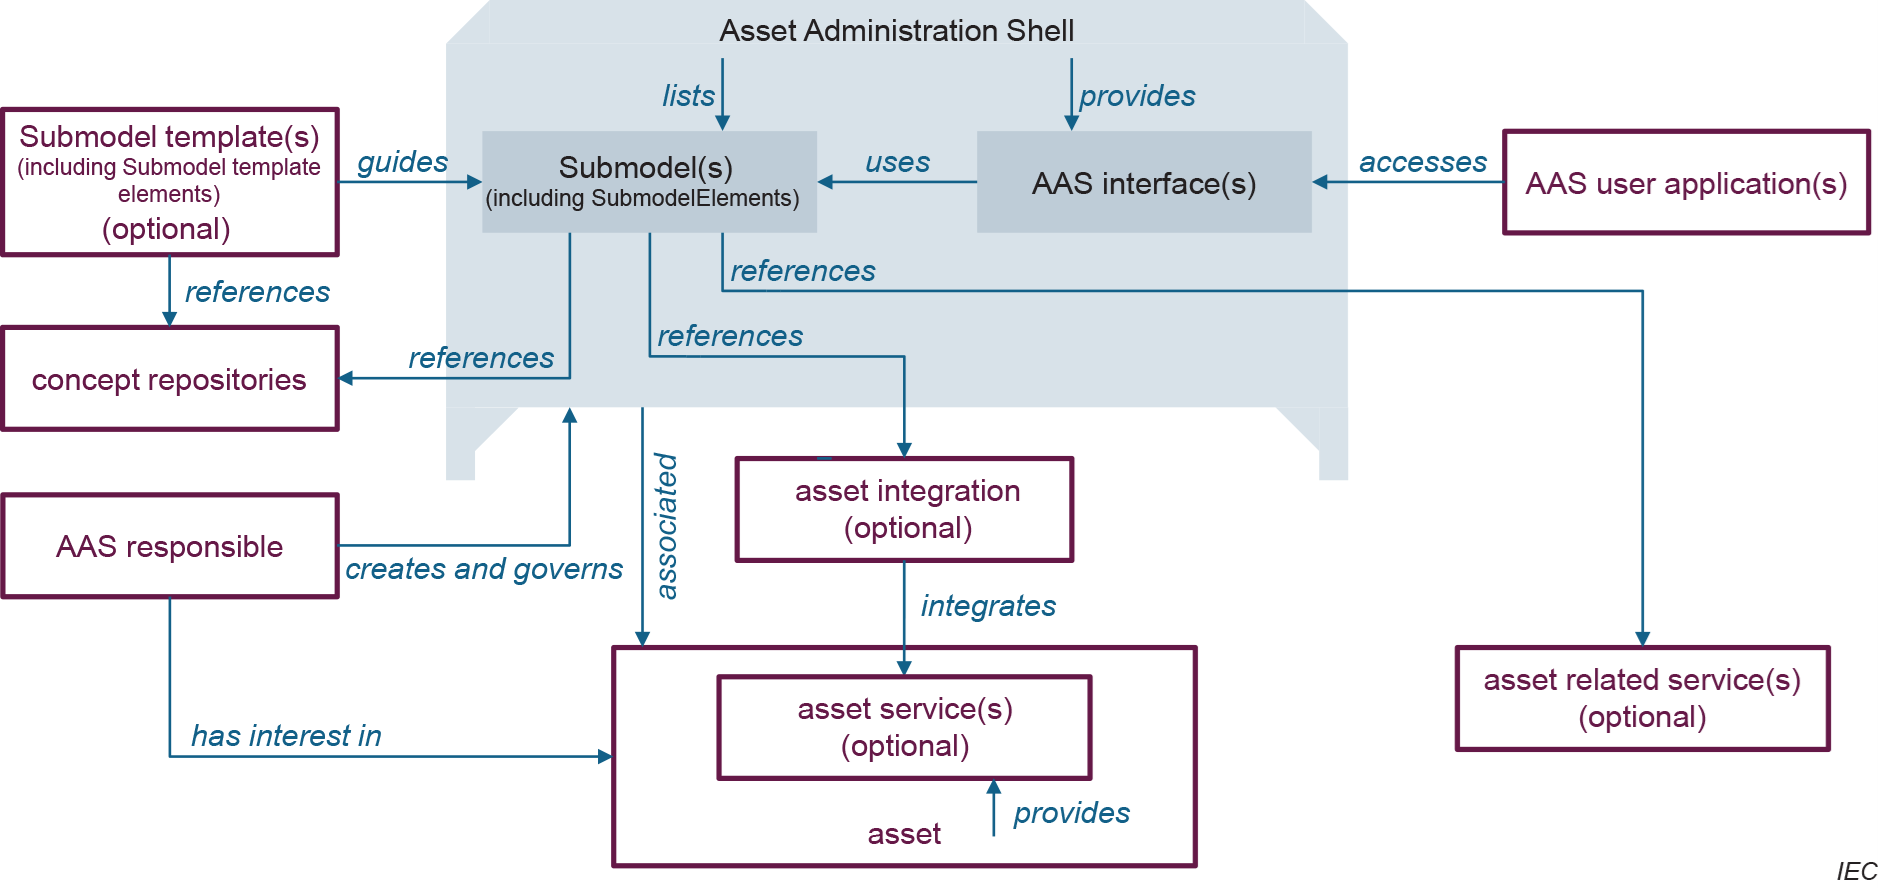 Asset Administration Shell
lists
provides
Submodel template(s)
(including Submodel template
elements)
(optional)
guides
Submodel(s)
(including SubmodelElements)
uses
AAS interface(s)
accesses
AAS user application(s)
references
references
references
references
concept repositories
AAS responsible
creates and governs
associated
asset integration
(optional)
integrates
has interest in
asset service(s)
(optional)
provides
asset
asset related service(s)
(optional)
IEC